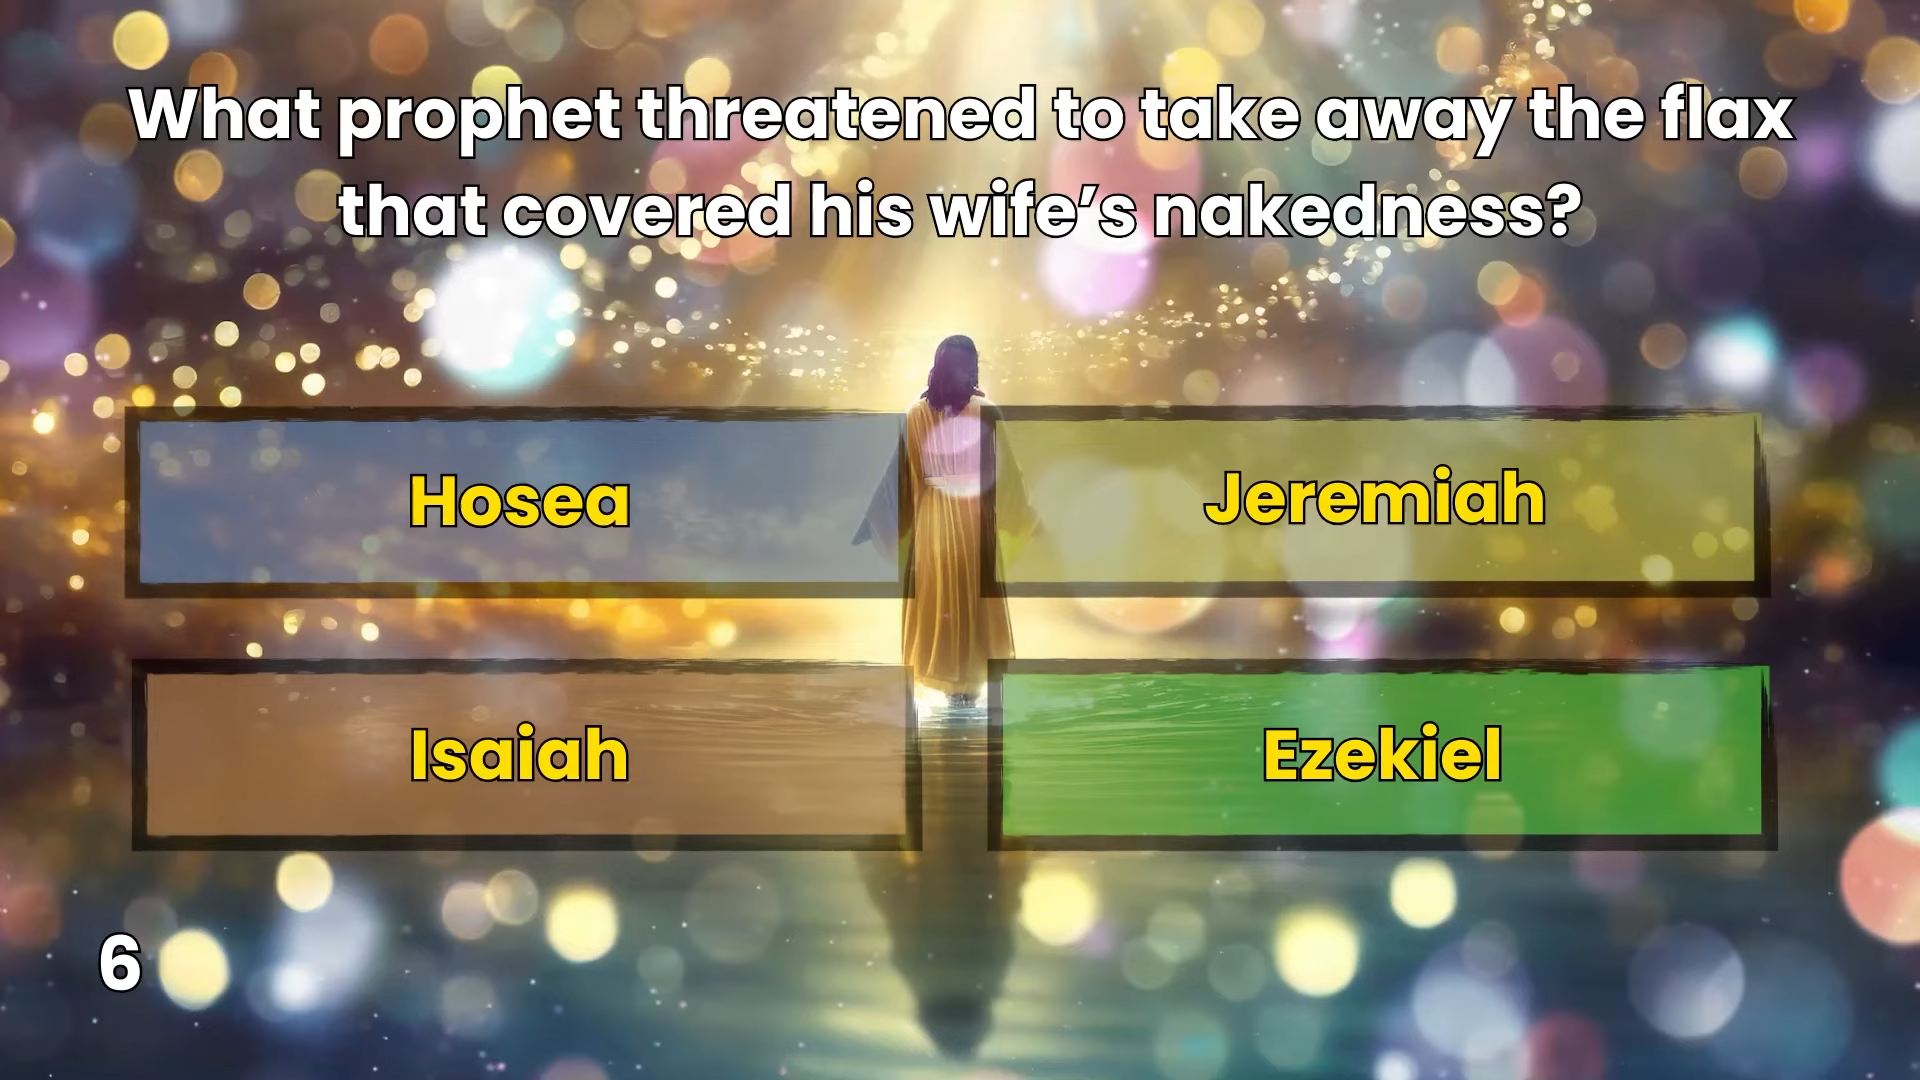 What prophet threatened to take away the flax
that covered his wife’s nakedness?
Hosea
Jeremiah
Isaiah
Ezekiel
6